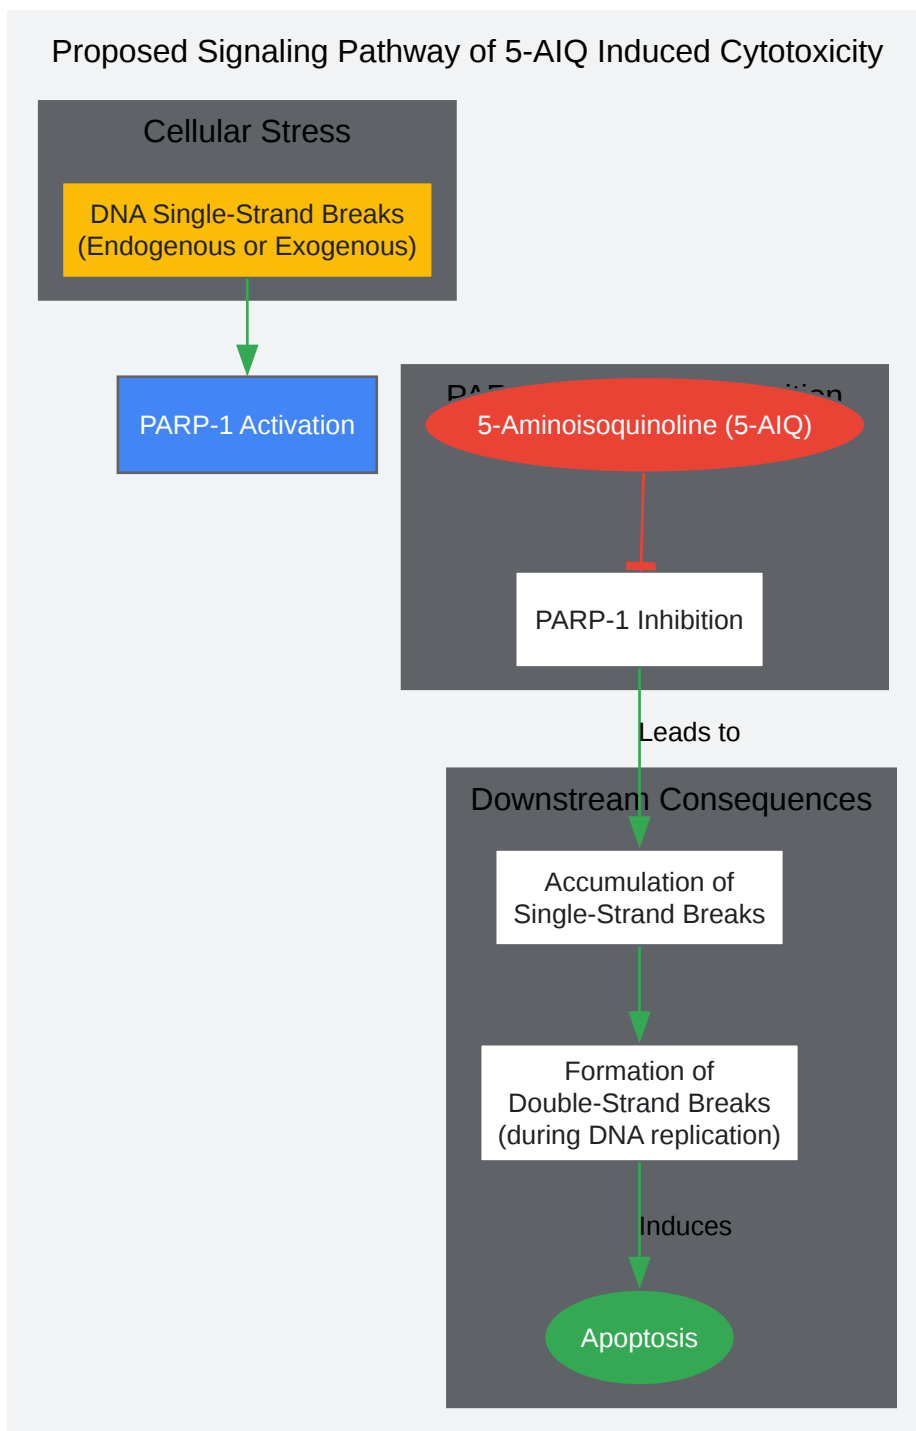 Proposed Signaling Pathway of 5-AIQ Induced Cytotoxicity
Cellular Stress
DNA Single-Strand Breaks
(Endogenous or Exogenous)
PARP-1 Activation
5-Aminoisoquinoline (5-AIQ)
PARP-1 Inhibition
Leads to
Downstream Consequences
Accumulation of
Single-Strand Breaks
Formation of
Double-Strand Breaks
(during DNA replication)
Induces
Apoptosis